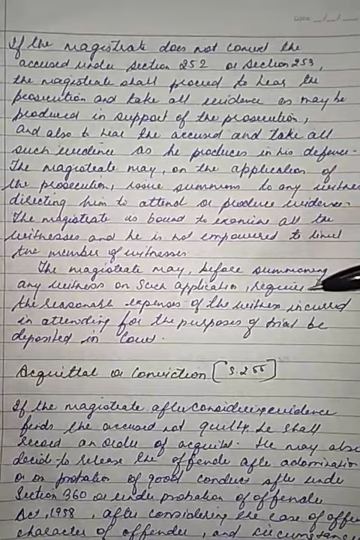 If the magistrate does not convict the
accused under section 252 or section 253,
the magistrate shall proceed to hear the
prosecution and take all evidence as may be
produced in support of the prosecution,
and also to hear the accused and take all
such evidence as he produces in his defence.
The magistrate may, on the application of
the prosecution, issue summons to any witness
directing him to attend or produce evidence.
The magistrate is bound to examine all the
witnesses and he is not empowered to limit
the number of witnesses.
The magistrate may, before summoning
any witness on such application, require
the reasonable expenses of the witness incurred
in attending for the purposes of trial be
deposited in Court.
Acquittal or Conviction [S. 255]
If the magistrate after considering evidence
finds the accused not guilty he shall
record an order of acquittal. He may also
decide to release the offender after admonition
or on probation of good conduct after under
Section 360 or under probation of offender
Act, 1958 after considering the case of offen
character of offender, and circumstances